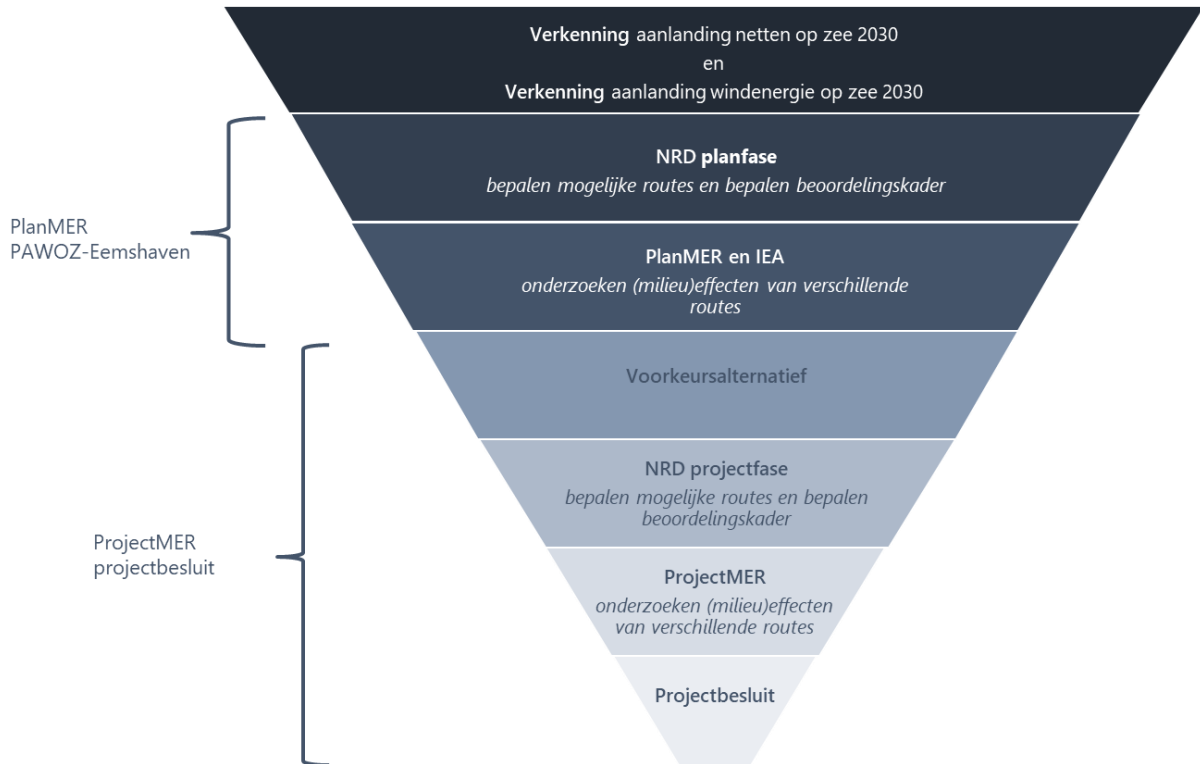 Verkenning aanlanding netten op zee 2030
en
Verkenning aanlanding windenergie op zee 2030
NRD planfase
bepalen mogelijke routes en bepalen beoordelingskader
PlanMER
PAWOZ-Eemshaven
PlanMER en IEA
onderzoeken (milieu)effecten van verschillende
routes
Voorkeursalternatief
NRD projectfase
bepalen mogelijke routes en bepalen
beoordelingskader
ProjectMER
projectbesluit
ProjectMER
onderzoeken (milieu)effecten
van verschillende routes
Projectbesluit